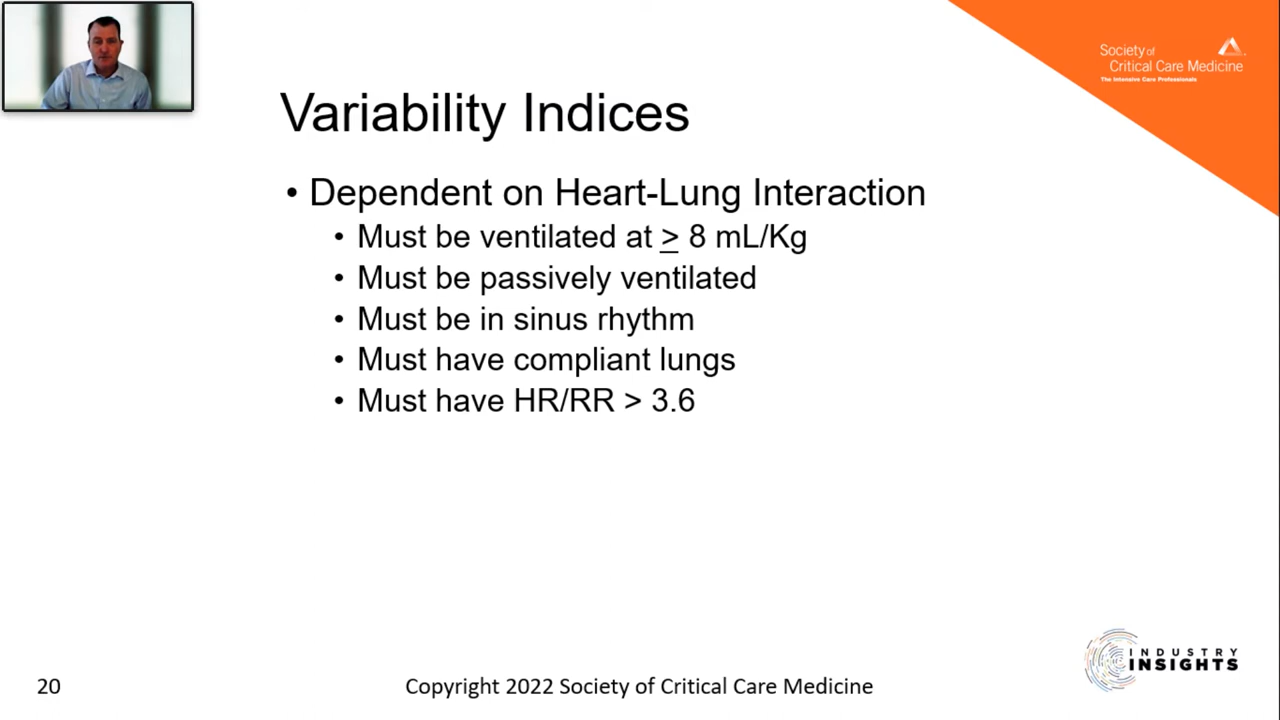 Society of
Critical Care Medicine
The Intensive Care Professionals
Variability Indices
• Dependent on Heart-Lung Interaction
• Must be ventilated at ≥ 8 mL/Kg
• Must be passively ventilated
• Must be in sinus rhythm
• Must have compliant lungs
• Must have HR/RR > 3.6
INDUSTRY
INSIGHTS
20
Copyright 2022 Society of Critical Care Medicine